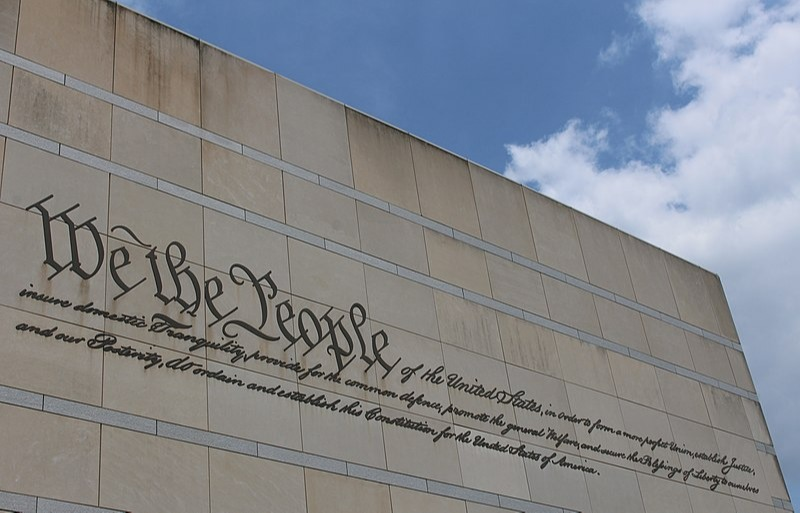 We the People of the United States, in order to form a more perfect Union, establish Justice,
insure domestic Tranquility, provide for the common defence, promote the general Welfare, and secure the Blessings of Liberty to ourselves
and our Posterity, do ordain and establish this Constitution for the United States of America.